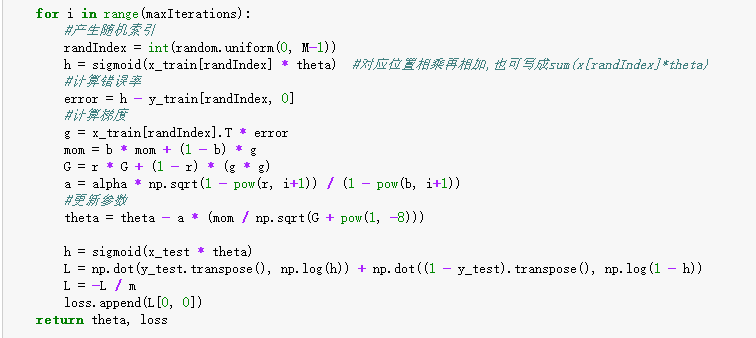 for i in range(maxIterations):
    #产生随机索引
    randIndex = int(random.uniform(0, M-1))
    h = sigmoid(x_train[randIndex] * theta)  #对应位置相乘再相加,也可写成sum(x[randIndex]*theta)
    #计算错误率
    error = h - y_train[randIndex, 0]
    #计算梯度
    g = x_train[randIndex].T * error
    mom = b * mom + (1 - b) * g
    G = r * G + (1 - r) * (g * g)
    a = alpha * np.sqrt(1 - pow(r, i+1)) / (1 - pow(b, i+1))
    #更新参数
    theta = theta - a * (mom / np.sqrt(G + pow(1, -8)))

    h = sigmoid(x_test * theta)
    L = np.dot(y_test.transpose(), np.log(h)) + np.dot((1 - y_test).transpose(), np.log(1 - h))
    L = -L / m
    loss.append(L[0, 0])
return theta, loss